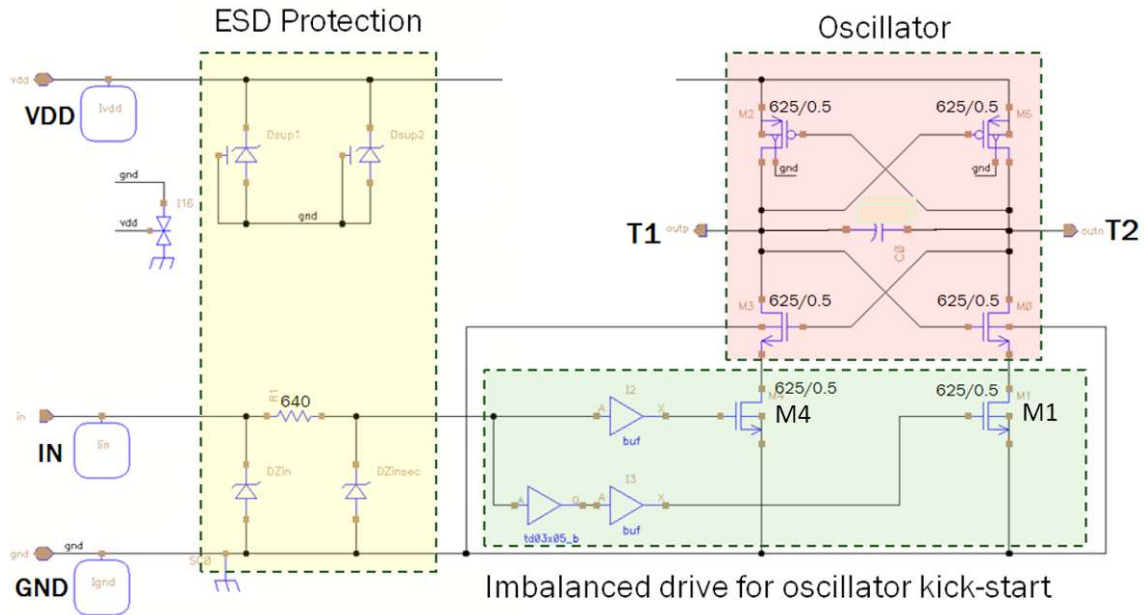 ESD Protection
Oscillator
vdd
VDD
Ivdd
Dsup1
Dsup2
gnd
gnd
I16
vdd
M2
625/0.5
625/0.5
M6
gnd
gnd
T1
outp
C0
outn
T2
M3
625/0.5
625/0.5
M0
in
IN
Iin
R1
640
DZin
DZinsec
I2
A
X
buf
625/0.5
M4
M4
625/0.5
M1
M1
I3
A
D
A
X
td03x05_b
buf
gnd
gnd
GND
Ignd
Imbalanced drive for oscillator kick-start